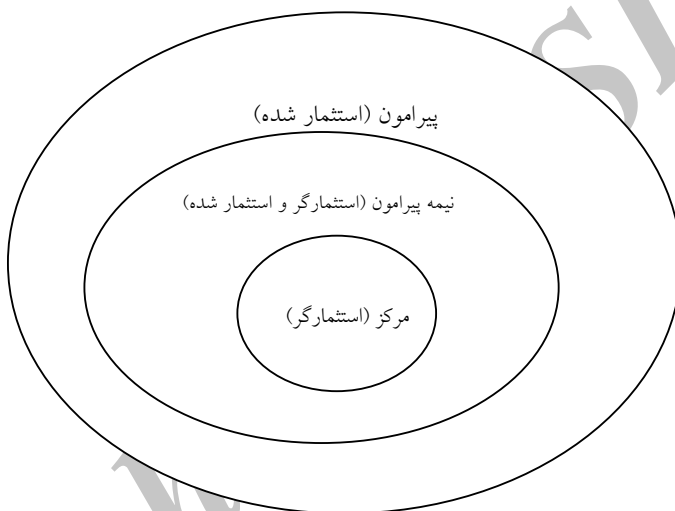 پیرامون (استثمار شده)
نیمه پیرامون (استثمارگر و استثمار شده)
مرکز (استثمارگر)